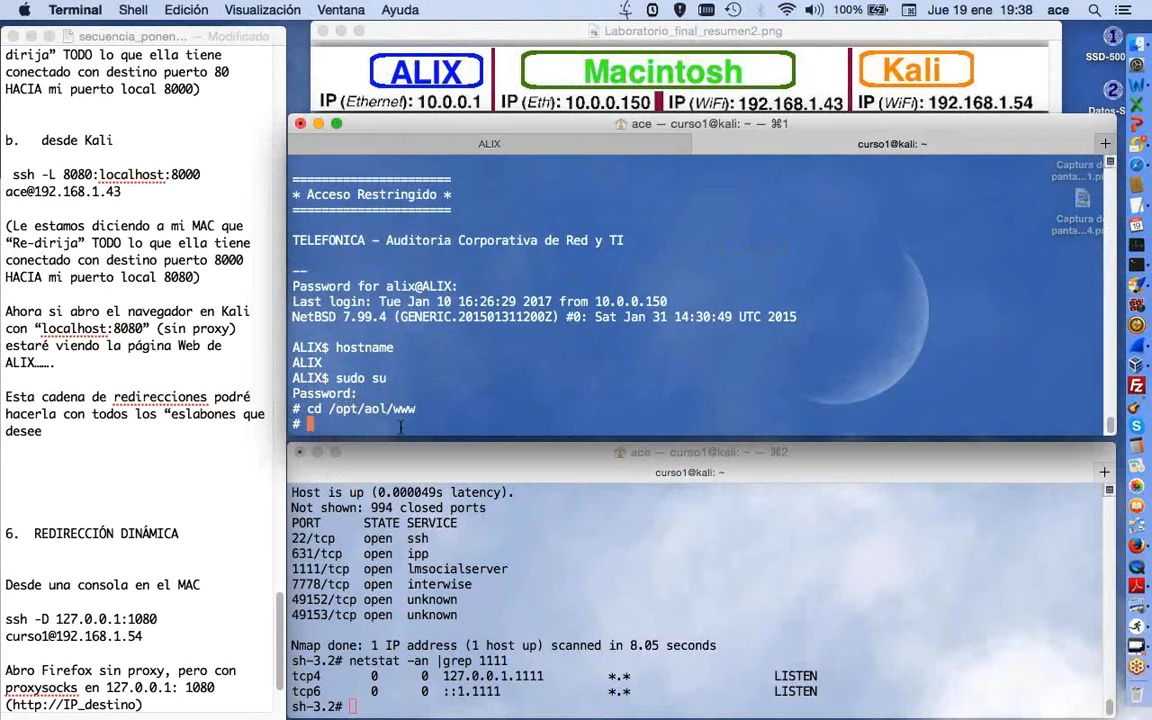 Terminal Shell Edición Visualización Ventana Ayuda
100% Jue 19 ene 19:38 ace
secuencia_ponen... — Modificado
dirija” TODO lo que ella tiene
conectado con destino puerto 80
HACIA mi puerto local 8000)
b. desde Kali
ssh -L 8080:localhost:8000
ace@192.168.1.43
(Le estamos diciendo a mi MAC que
“Re-dirija” TODO lo que ella tiene
conectado con destino puerto 8000
HACIA mi puerto local 8080)
Ahora si abro el navegador en Kali
con “localhost:8080” (sin proxy)
estaré viendo la página Web de
ALIX…….
Esta cadena de redirecciones podré
hacerla con todos los “eslabones que
desee
6. REDIRECCIÓN DINÁMICA
Desde una consola en el MAC
ssh -D 127.0.0.1:1080
curso1@192.168.1.54
Abro Firefox sin proxy, pero con
proxysocks en 127.0.0.1: 1080
(http://IP_destino)
Laboratorio_final_resumen2.png
ALIX
Macintosh
Kali
IP (Ethernet): 10.0.0.1
IP (Eth): 10.0.0.150
IP (WiFi): 192.168.1.43
IP (WiFi): 192.168.1.54
ace — curso1@kali: ~ — ⌘1
ALIX
curso1@kali: ~
======================
* Acceso Restringido *
======================
TELEFONICA – Auditoria Corporativa de Red y TI
--
Password for alix@ALIX:
Last login: Tue Jan 10 16:26:29 2017 from 10.0.0.150
NetBSD 7.99.4 (GENERIC.201501311200Z) #0: Sat Jan 31 14:30:49 UTC 2015
ALIX$ hostname
ALIX
ALIX$ sudo su
Password:
# cd /opt/aol/www
#
ace — curso1@kali: ~ — ⌘2
curso1@kali: ~
Host is up (0.000049s latency).
Not shown: 994 closed ports
PORT STATE SERVICE
22/tcp open ssh
631/tcp open ipp
1111/tcp open lmsocialserver
7778/tcp open interwise
49152/tcp open unknown
49153/tcp open unknown
Nmap done: 1 IP address (1 host up) scanned in 8.05 seconds
sh-3.2# netstat -an |grep 1111
tcp4 0 0 127.0.0.1.1111 *.* LISTEN
tcp6 0 0 ::1.1111 *.* LISTEN
sh-3.2#
SSD-500
Captura de
panta...1.p
Captura de
panta...4.p